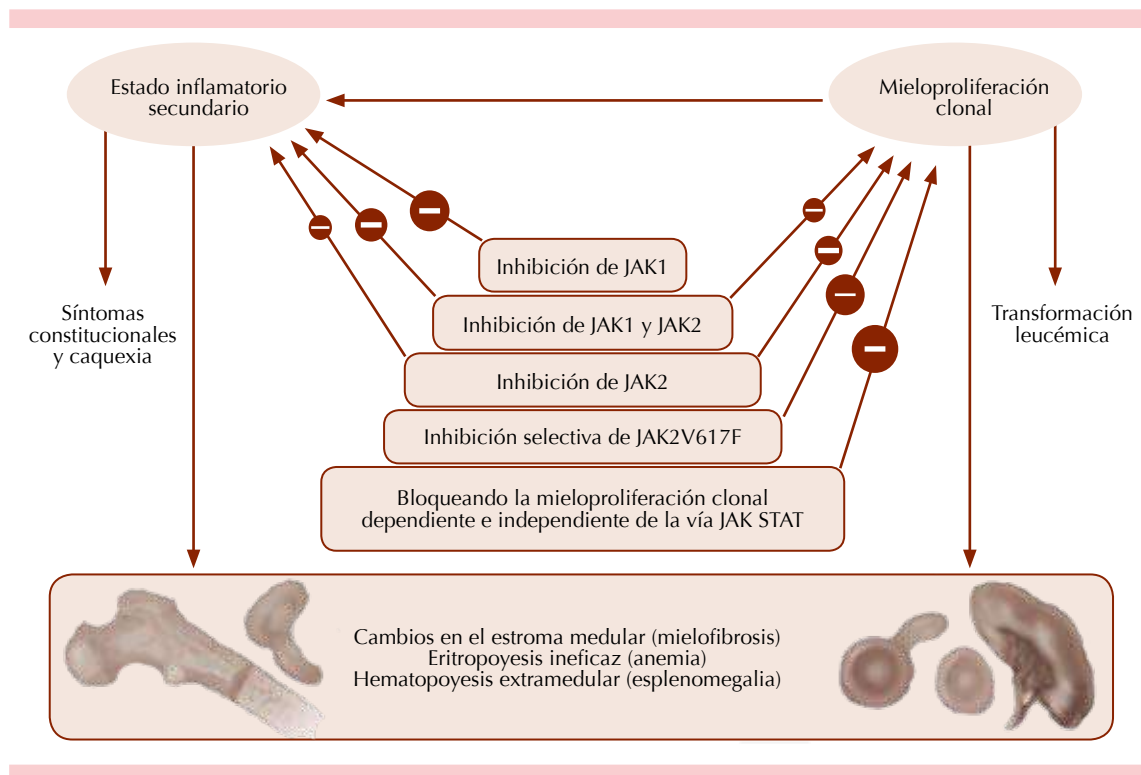 Estado inflamatorio
secundario
Mieloproliferación
clonal
Inhibición de JAK1
Inhibición de JAK1 y JAK2
Inhibición de JAK2
Inhibición selectiva de JAK2V617F
Bloqueando la mieloproliferación clonal
dependiente e independiente de la vía JAK STAT
Síntomas
constitucionales
y caquexia
Transformación
leucémica
Cambios en el estroma medular (mielofibrosis)
Eritropoyesis ineficaz (anemia)
Hematopoyesis extramedular (esplenomegalia)